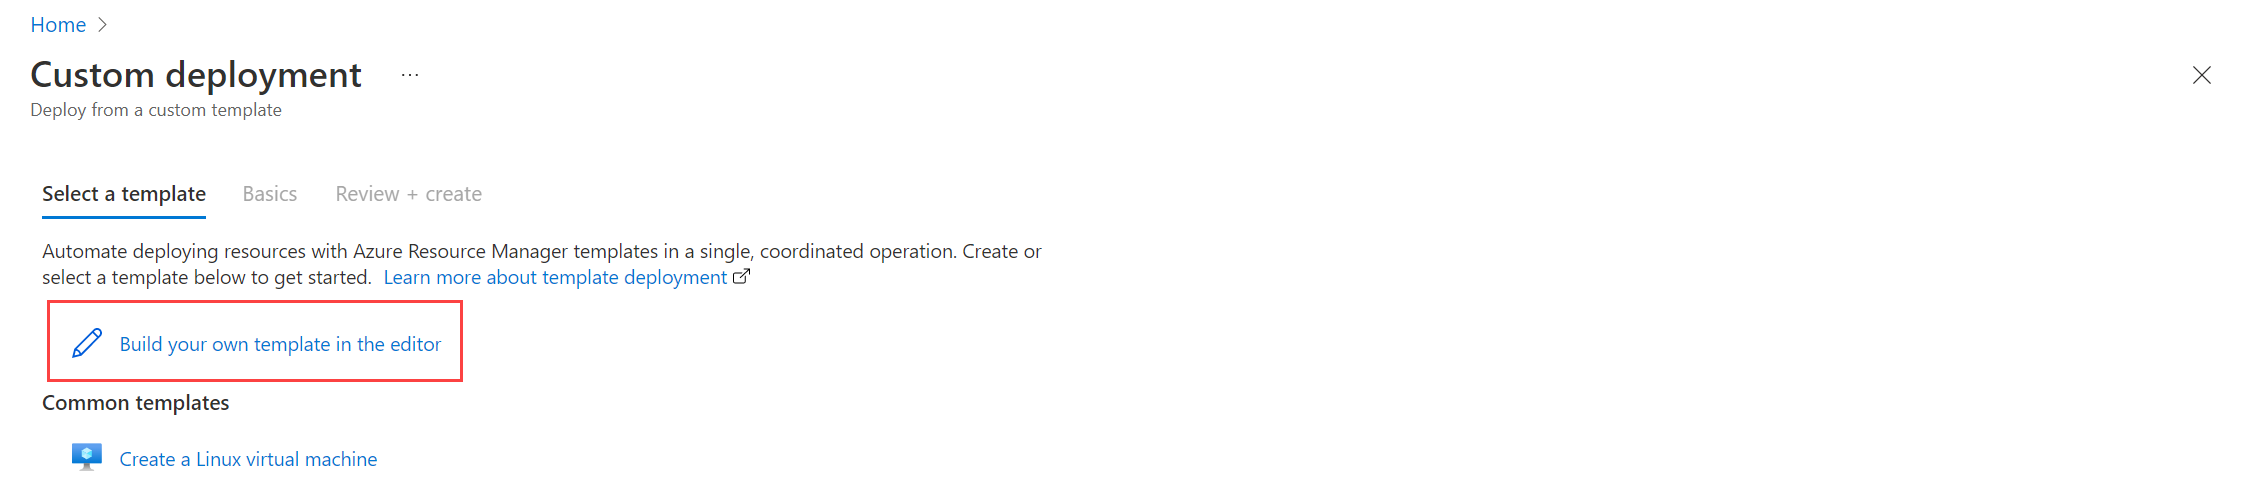 Home >
Custom deployment ...
Deploy from a custom template
Select a template Basics Review + create
Automate deploying resources with Azure Resource Manager templates in a single, coordinated operation. Create or
select a template below to get started. Learn more about template deployment
Build your own template in the editor
Common templates
Create a Linux virtual machine